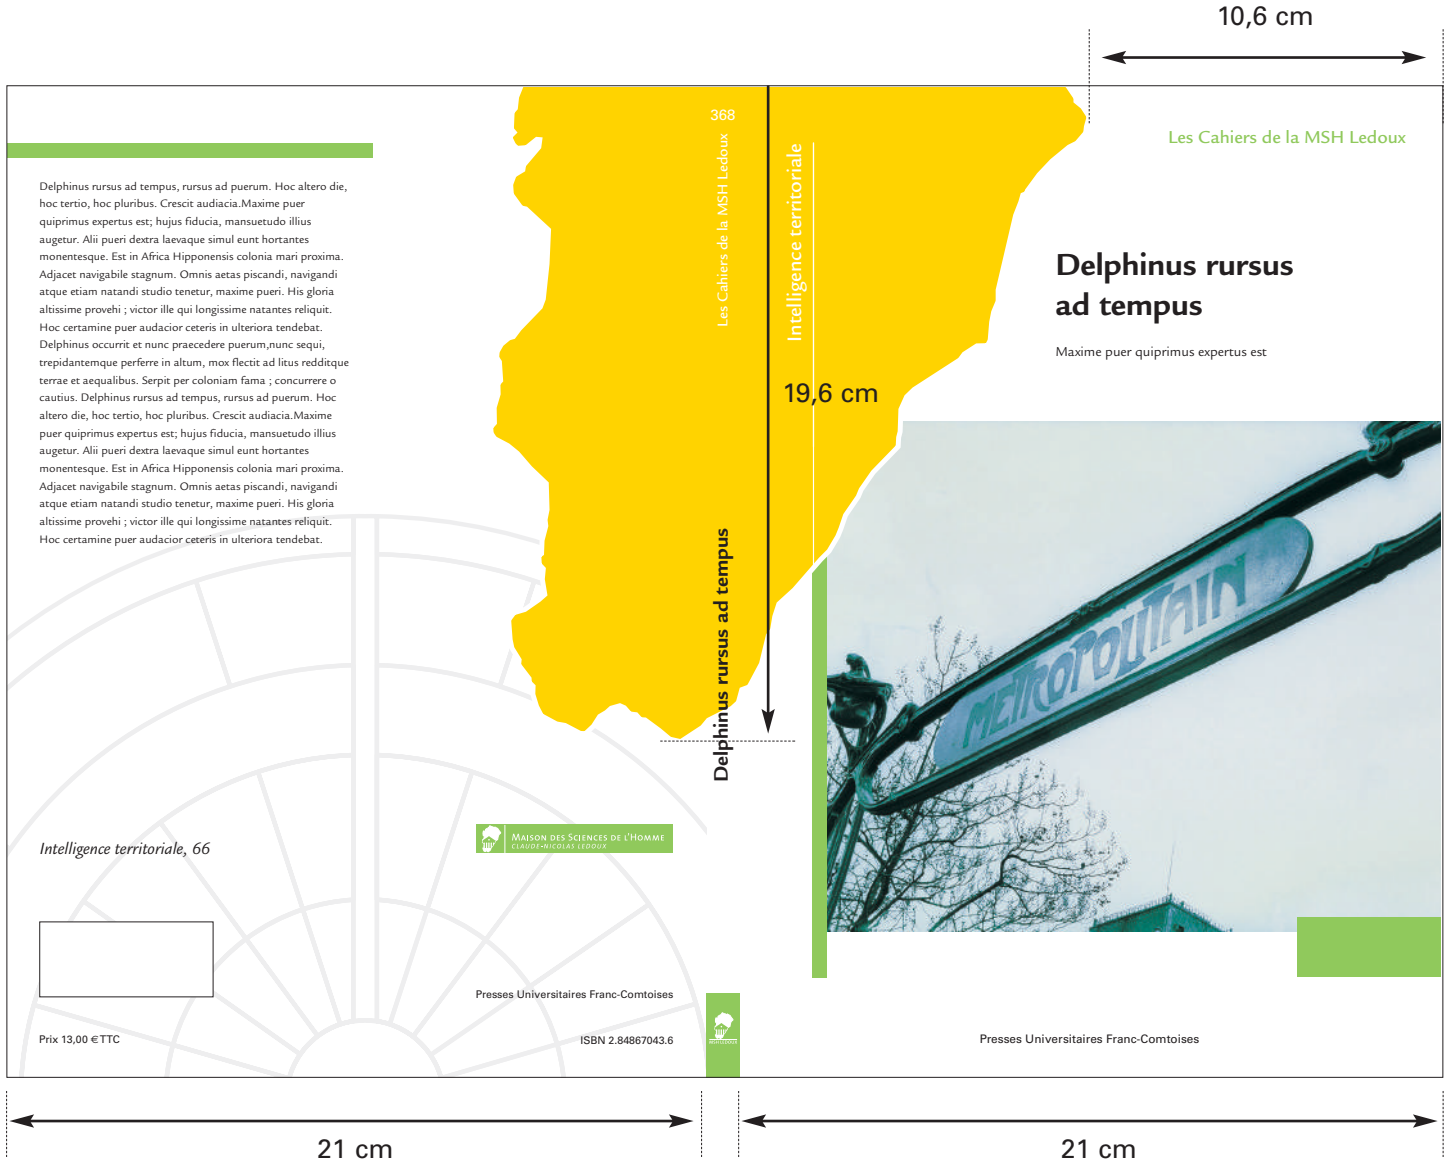 10,6 cm
Delphinus rursus ad tempus, rursus ad puerum. Hoc altero die,
hoc tertio, hoc pluribus. Crescit audiacia.Maxime puer
quiprimus expertus est; hujus fiducia, mansuetudo illius
augetur. Alii pueri dextra laevaque simul eunt hortantes
monentesque. Est in Africa Hipponensis colonia mari proxima.
Adjacet navigabile stagnum. Omnis aetas piscandi, navigandi
atque etiam natandi studio tenetur, maxime pueri. His gloria
altissime provehi ; victor ille qui longissime natantes reliquit.
Hoc certamine puer audacior ceteris in ulteriora tendebat.
Delphinus occurrit et nunc praecedere puerum,nunc sequi,
trepidantemque perferre in altum, mox flectit ad litus redditque
terrae et aequalibus. Serpit per coloniam fama ; concurrere o
cautius. Delphinus rursus ad tempus, rursus ad puerum. Hoc
altero die, hoc tertio, hoc pluribus. Crescit audiacia.Maxime
puer quiprimus expertus est; hujus fiducia, mansuetudo illius
augetur. Alii pueri dextra laevaque simul eunt hortantes
monentesque. Est in Africa Hipponensis colonia mari proxima.
Adjacet navigabile stagnum. Omnis aetas piscandi, navigandi
atque etiam natandi studio tenetur, maxime pueri. His gloria
altissime provehi ; victor ille qui longissime natantes reliquit.
Hoc certamine puer audacior ceteris in ulteriora tendebat.
Intelligence territoriale, 66
Prix 13,00 € TTC
MAISON DES SCIENCES DE L'HOMME
CLAUDE-NICOLAS LEDOUX
Presses Universitaires Franc-Comtoises
ISBN 2.84867043.6
368
Les Cahiers de la MSH Ledoux
Delphinus rursus ad tempus
MSH LEDOUX
Intelligence territoriale
19,6 cm
Les Cahiers de la MSH Ledoux
Delphinus rursus
ad tempus
Maxime puer quiprimus expertus est
METROPOLITAIN
Presses Universitaires Franc-Comtoises
21 cm
21 cm